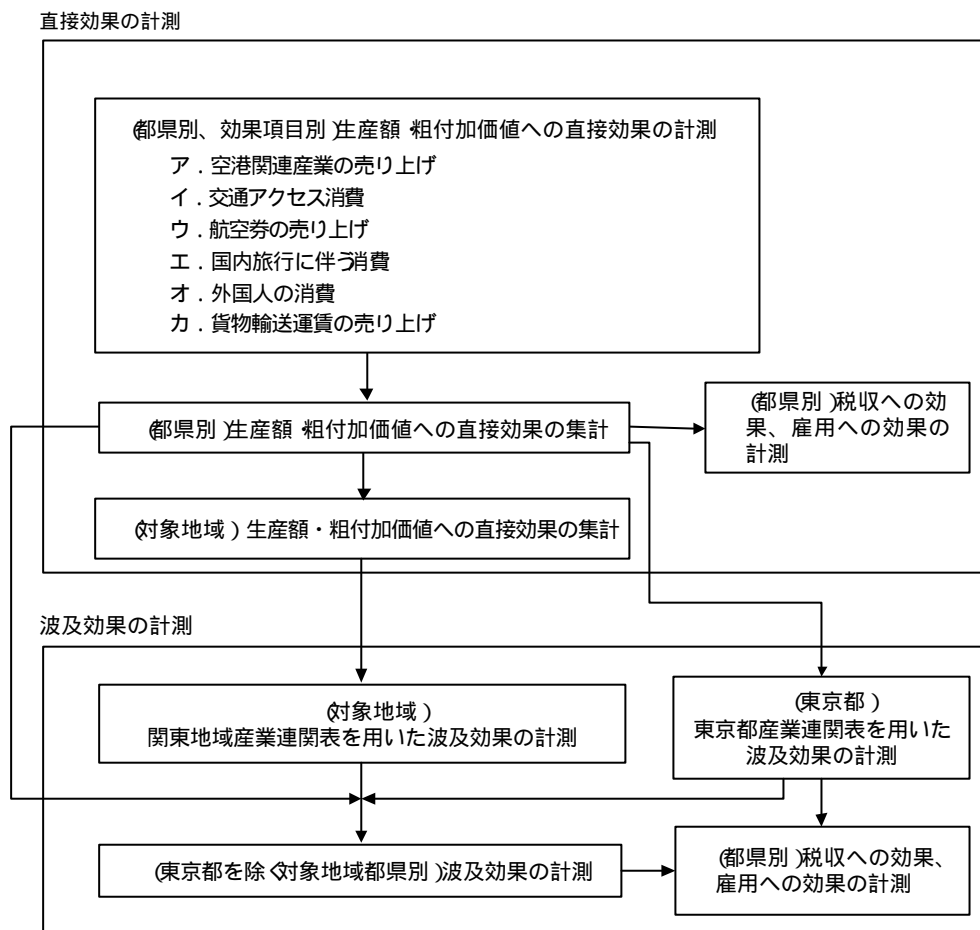 直接効果の計測
(都県別、効果項目別)生産額・粗付加価値への直接効果の計測
ア．空港関連産業の売り上げ
イ．交通アクセス消費
ウ．航空券の売り上げ
エ．国内旅行に伴う消費
オ．外国人の消費
カ．貨物輸送運賃の売り上げ
(都県別)生産額・粗付加価値への直接効果の集計
(都県別)税収への効
果、雇用への効果の
計測
(対象地域）生産額・粗付加価値への直接効果の集計
波及効果の計測
(対象地域）
関東地域産業連関表を用いた波及効果の計測
(東京都）
東京都産業連関表を用いた
波及効果の計測
(東京都を除く対象地域都県別)波及効果の計測
(都県別)税収への効果、
雇用への効果の計測